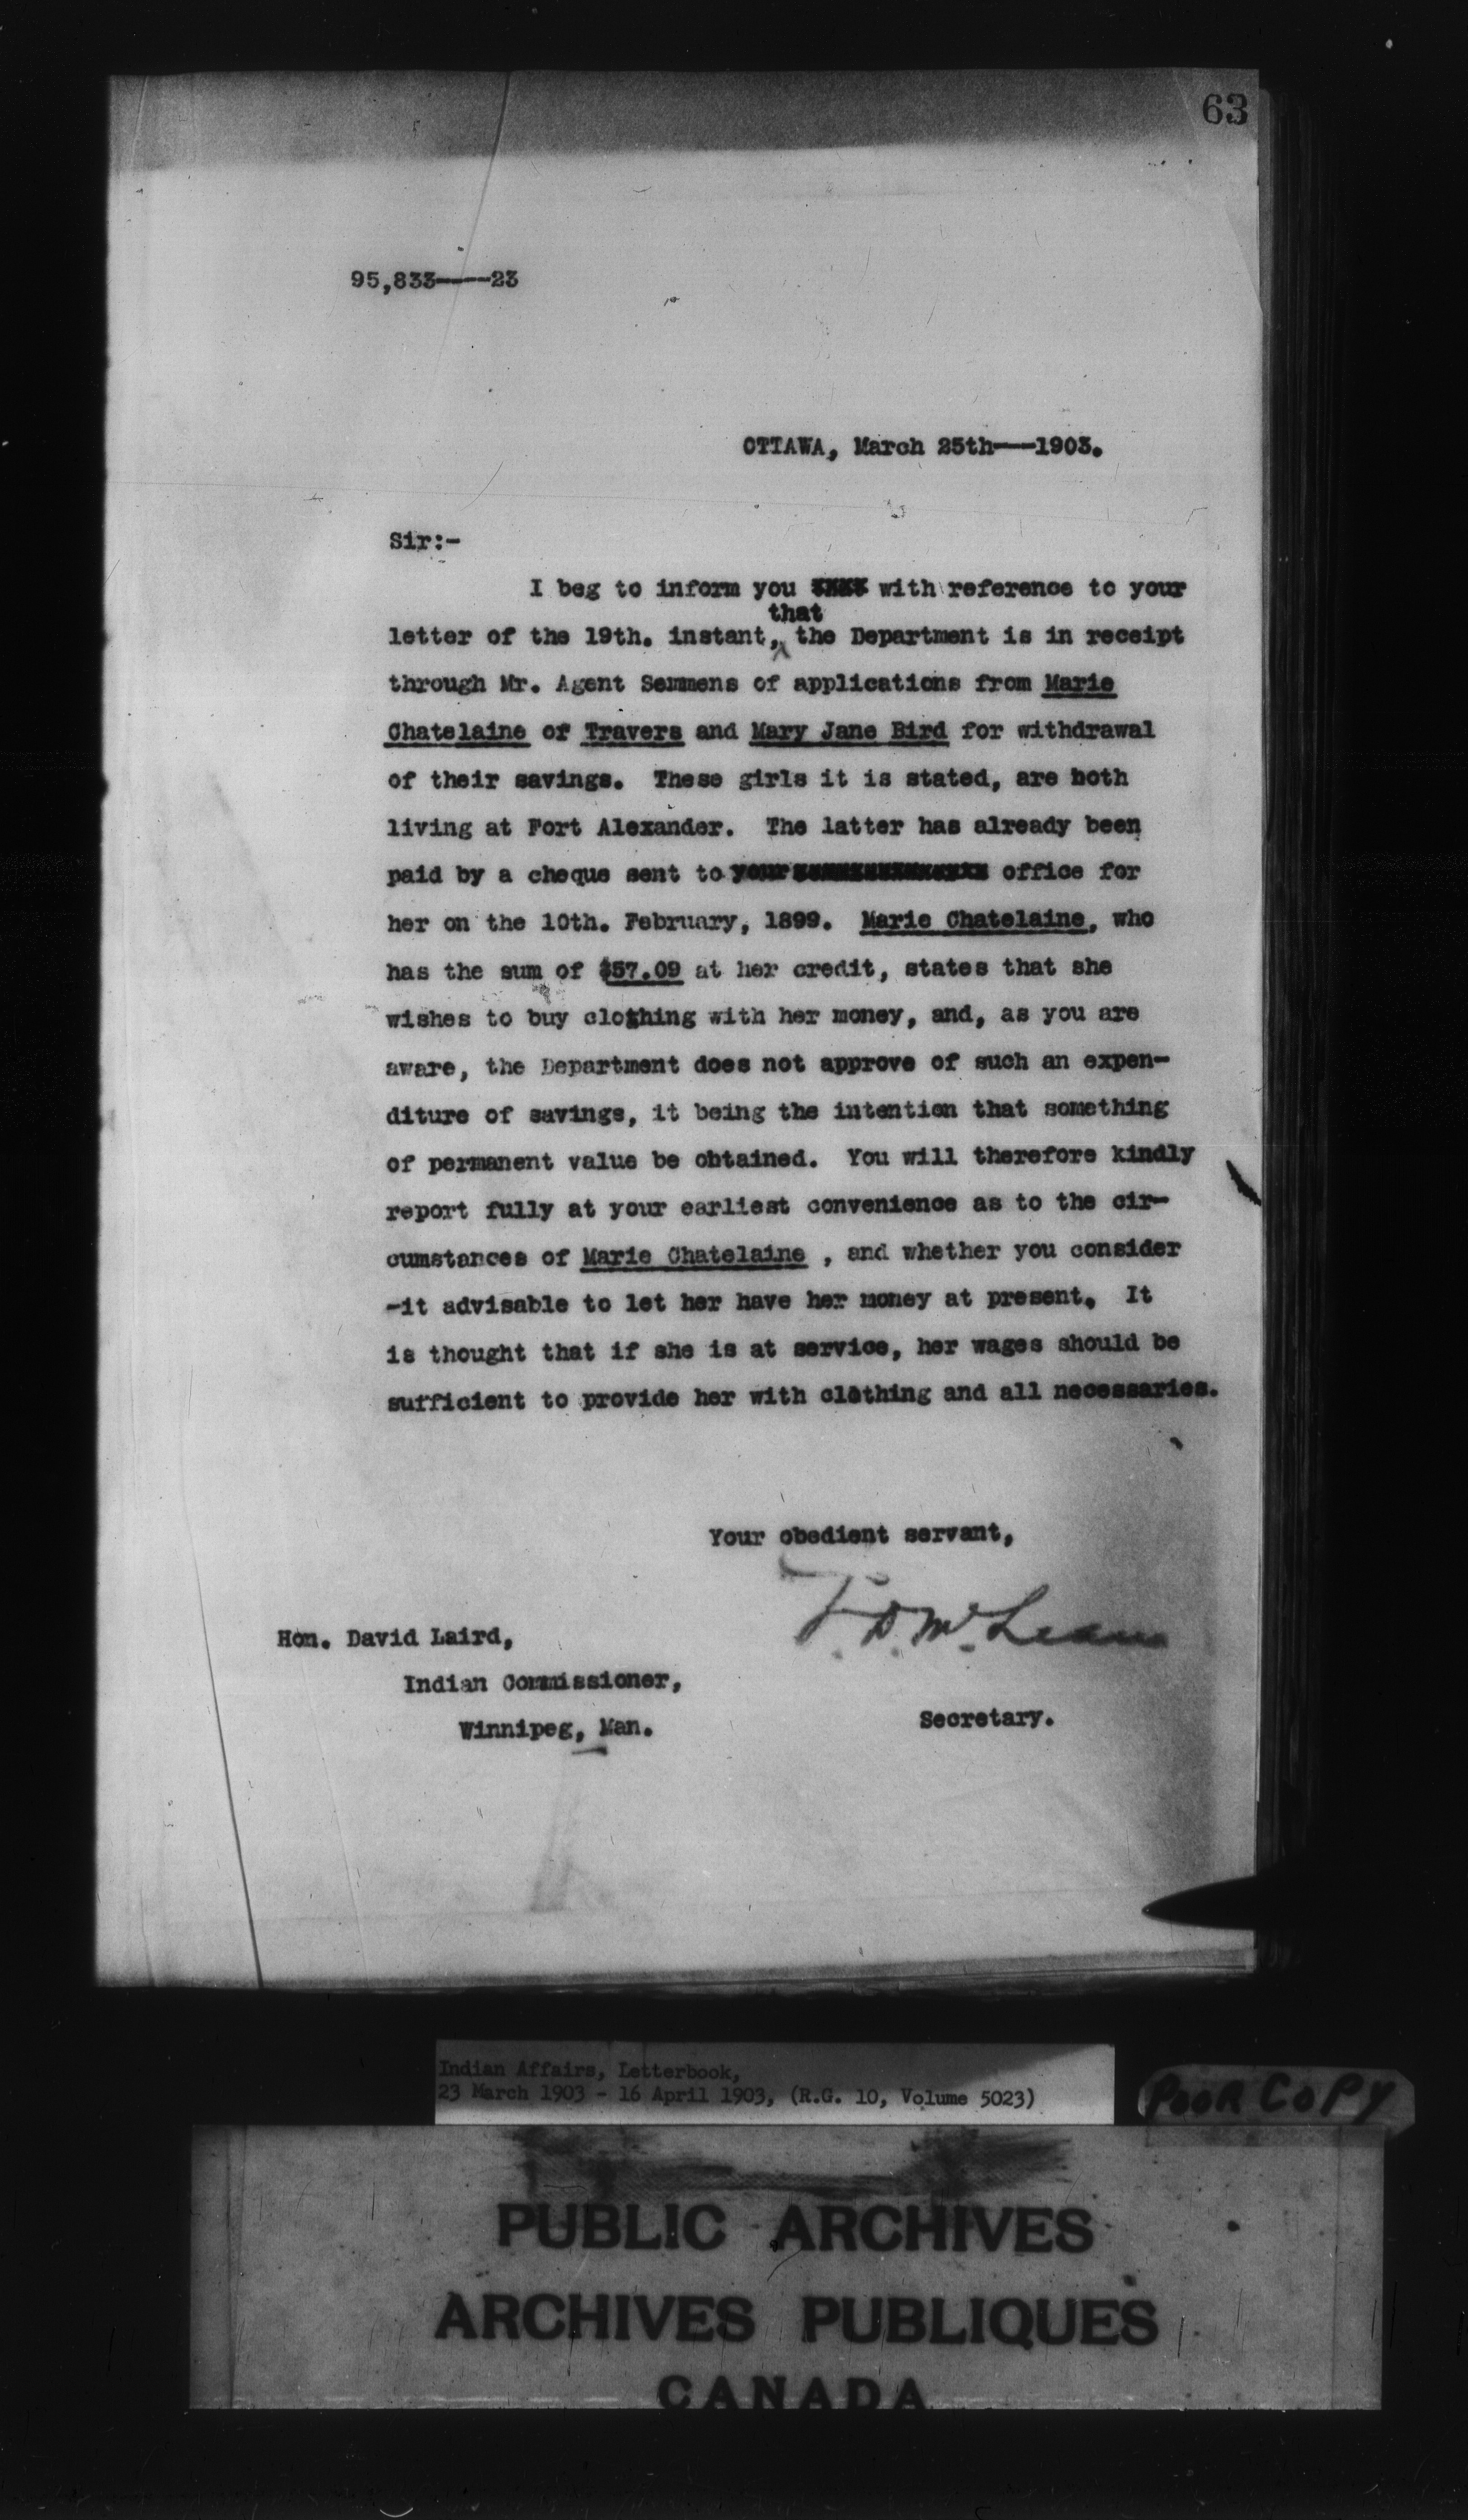 63
95,833----23
OTTAWA, March 25th---1903.
Sir:-
I beg to inform you with reference to your
that
letter of the 19th. instant, the Department is in receipt
through Mr. Agent Semmens of applications from Marie
Chatelaine of Travers and Mary Jane Bird for withdrawal
of their savings. These girls it is stated, are both
living at Fort Alexander. The latter has already been
paid by a cheque sent to your office for
her on the 10th. February, 1899. Marie Chatelaine, who
has the sum of $57.09 at her credit, states that she
wishes to buy clothing with her money, and, as you are
aware, the Department does not approve of such an expen-
diture of savings, it being the intention that something
of permanent value be obtained. You will therefore kindly
report fully at your earliest convenience as to the cir-
cumstances of Marie Chatelaine , and whether you consider
-it advisable to let her have her money at present. It
is thought that if she is at service, her wages should be
sufficient to provide her with clothing and all necessaries.
Your obedient servant,
J. D. McLean
Hon. David Laird,
Indian Commissioner,
Winnipeg, Man.
Secretary.
Indian Affairs, Letterbook,
23 March 1903 - 16 April 1903, (R.G. 10, Volume 5023)
POOR COPY
PUBLIC ARCHIVES
ARCHIVES PUBLIQUES
CANADA